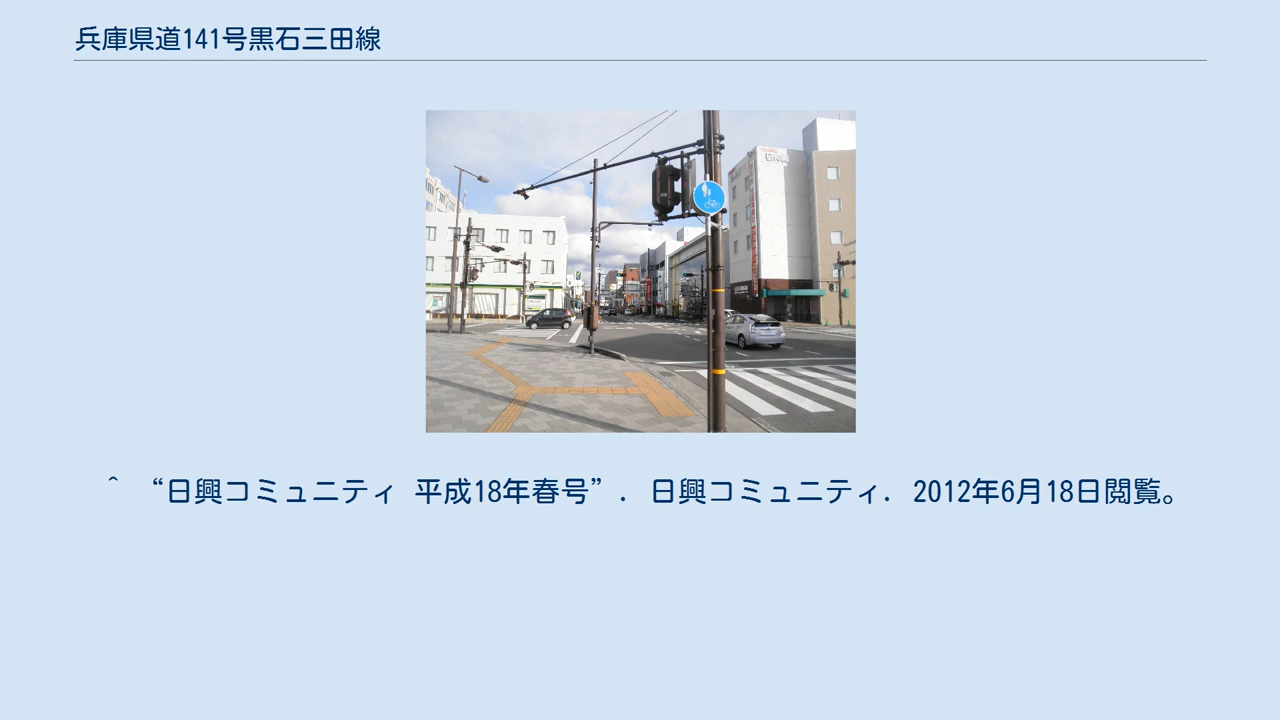 兵庫県道141号黒石三田線
^ “日興コミュニティ 平成18年春号”. 日興コミュニティ. 2012年6月18日閲覧。